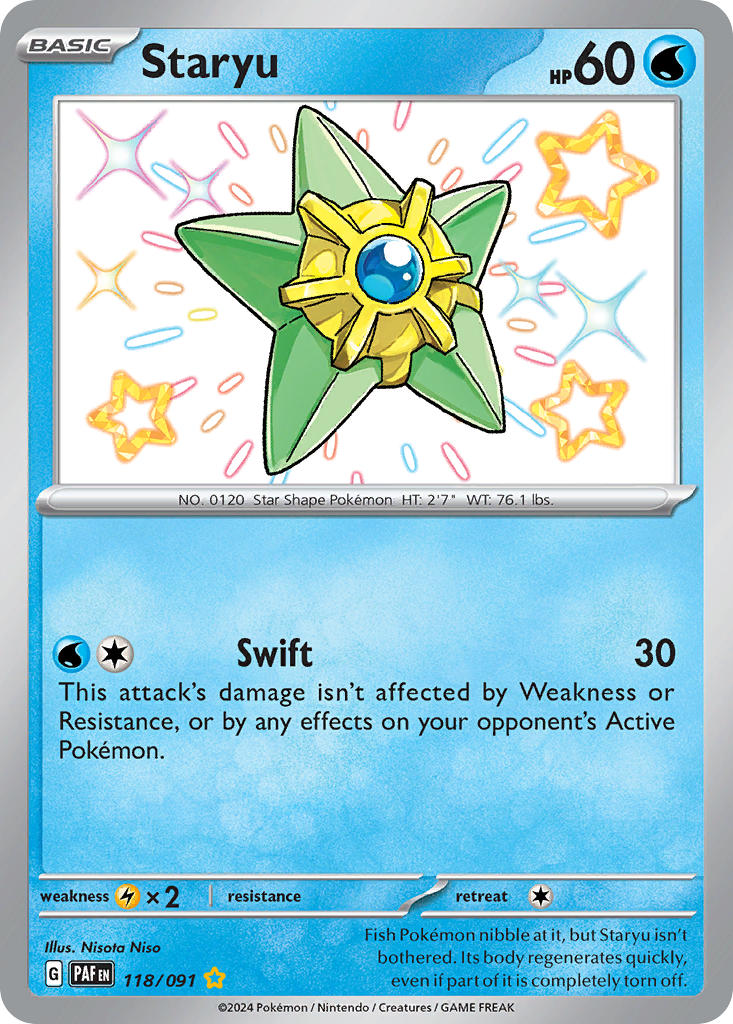 BASIC
Staryu
HP 60
NO. 0120 Star Shape Pokémon HT: 2'7" WT: 76.1 lbs.
Swift 30
This attack's damage isn't affected by Weakness or
Resistance, or by any effects on your opponent's Active
Pokémon.
weakness ×2 resistance retreat
Illus. Nisota Niso
G PAF EN 118/091
Fish Pokémon nibble at it, but Staryu isn't
bothered. Its body regenerates quickly,
even if part of it is completely torn off.
©2024 Pokémon / Nintendo / Creatures / GAME FREAK